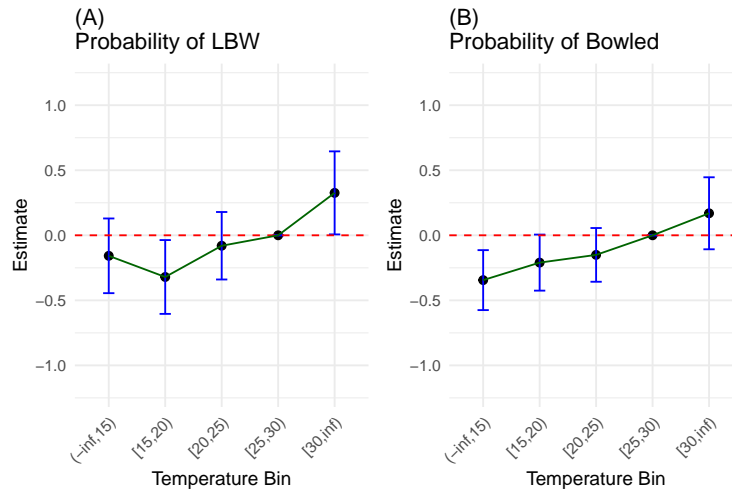 (A)
Probability of LBW
1.0
0.5
0.0
−0.5
−1.0
Estimate
(−inf,15)
[15,20)
[20,25)
[25,30)
[30,inf)
Temperature Bin
(B)
Probability of Bowled
1.0
0.5
0.0
−0.5
−1.0
Estimate
(−inf,15)
[15,20)
[20,25)
[25,30)
[30,inf)
Temperature Bin